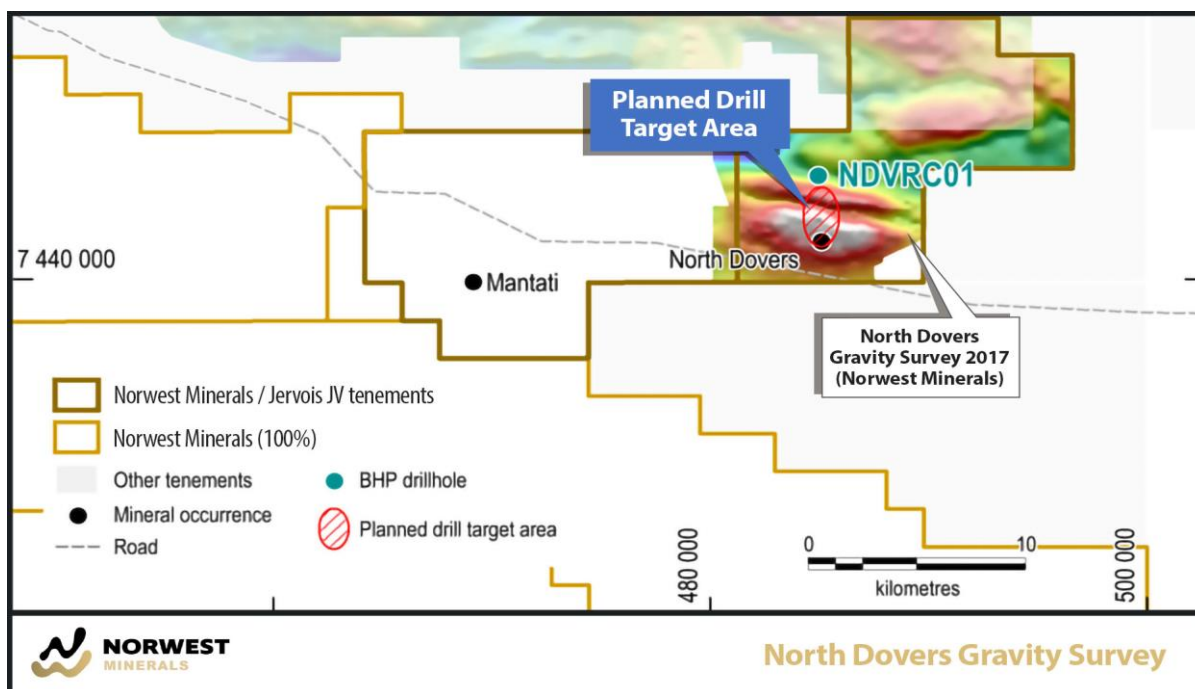 Planned Drill
Target Area
NDVRC01
7 440 000
North Dovers
Mantati
North Dovers
Gravity Survey 2017
(Norwest Minerals)
Norwest Minerals / Jervois JV tenements
Norwest Minerals (100%)
Other tenements
BHP drillhole
Mineral occurrence
Planned drill target area
Road
0 10
kilometres
480 000
500 000
NORWEST
MINERALS
North Dovers Gravity Survey